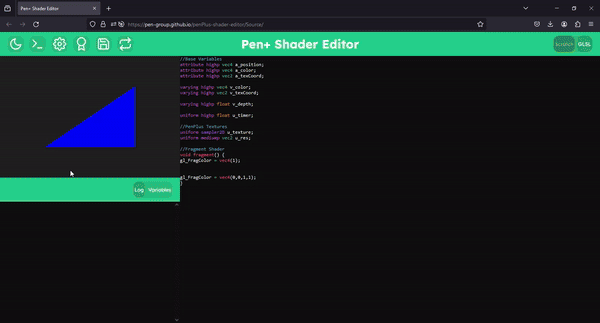 Pen+ Shader Editor
https://pen-group.github.io/penPlus-shader-editor/Source/
Pen+ Shader Editor
Scratch GLSL
//Base Variables
attribute highp vec4 a_position;
attribute highp vec4 a_color;
attribute highp vec2 a_texCoord;
varying highp vec4 v_color;
varying highp vec2 v_texCoord;
varying highp float v_depth;
uniform highp float u_timer;
//PenPlus Textures
uniform sampler2D u_texture;
uniform mediump vec2 u_res;
//Fragment Shader
void fragment() {
gl_FragColor = vec4(1);
gl_FragColor = vec4(0,0,1,1);
}
Log Variables